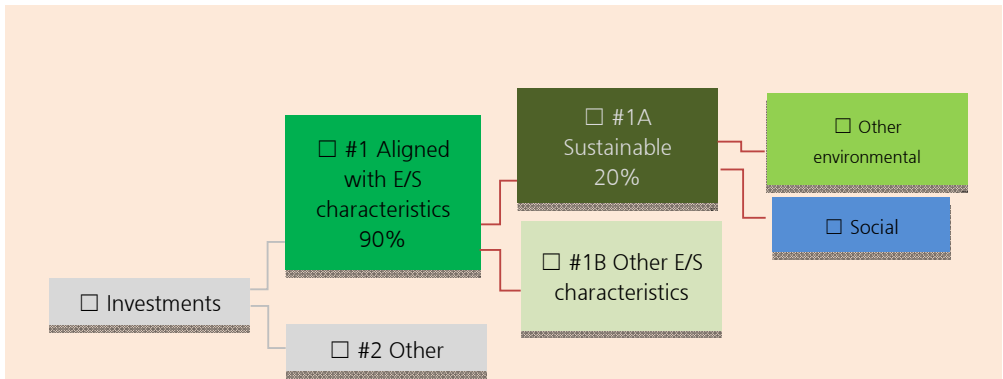 ☐ #1 Aligned
with E/S
characteristics
90%
☐ #1A
Sustainable
20%
☐ Other
environmental
☐ Social
☐ #1B Other E/S
characteristics
☐ Investments
☐ #2 Other